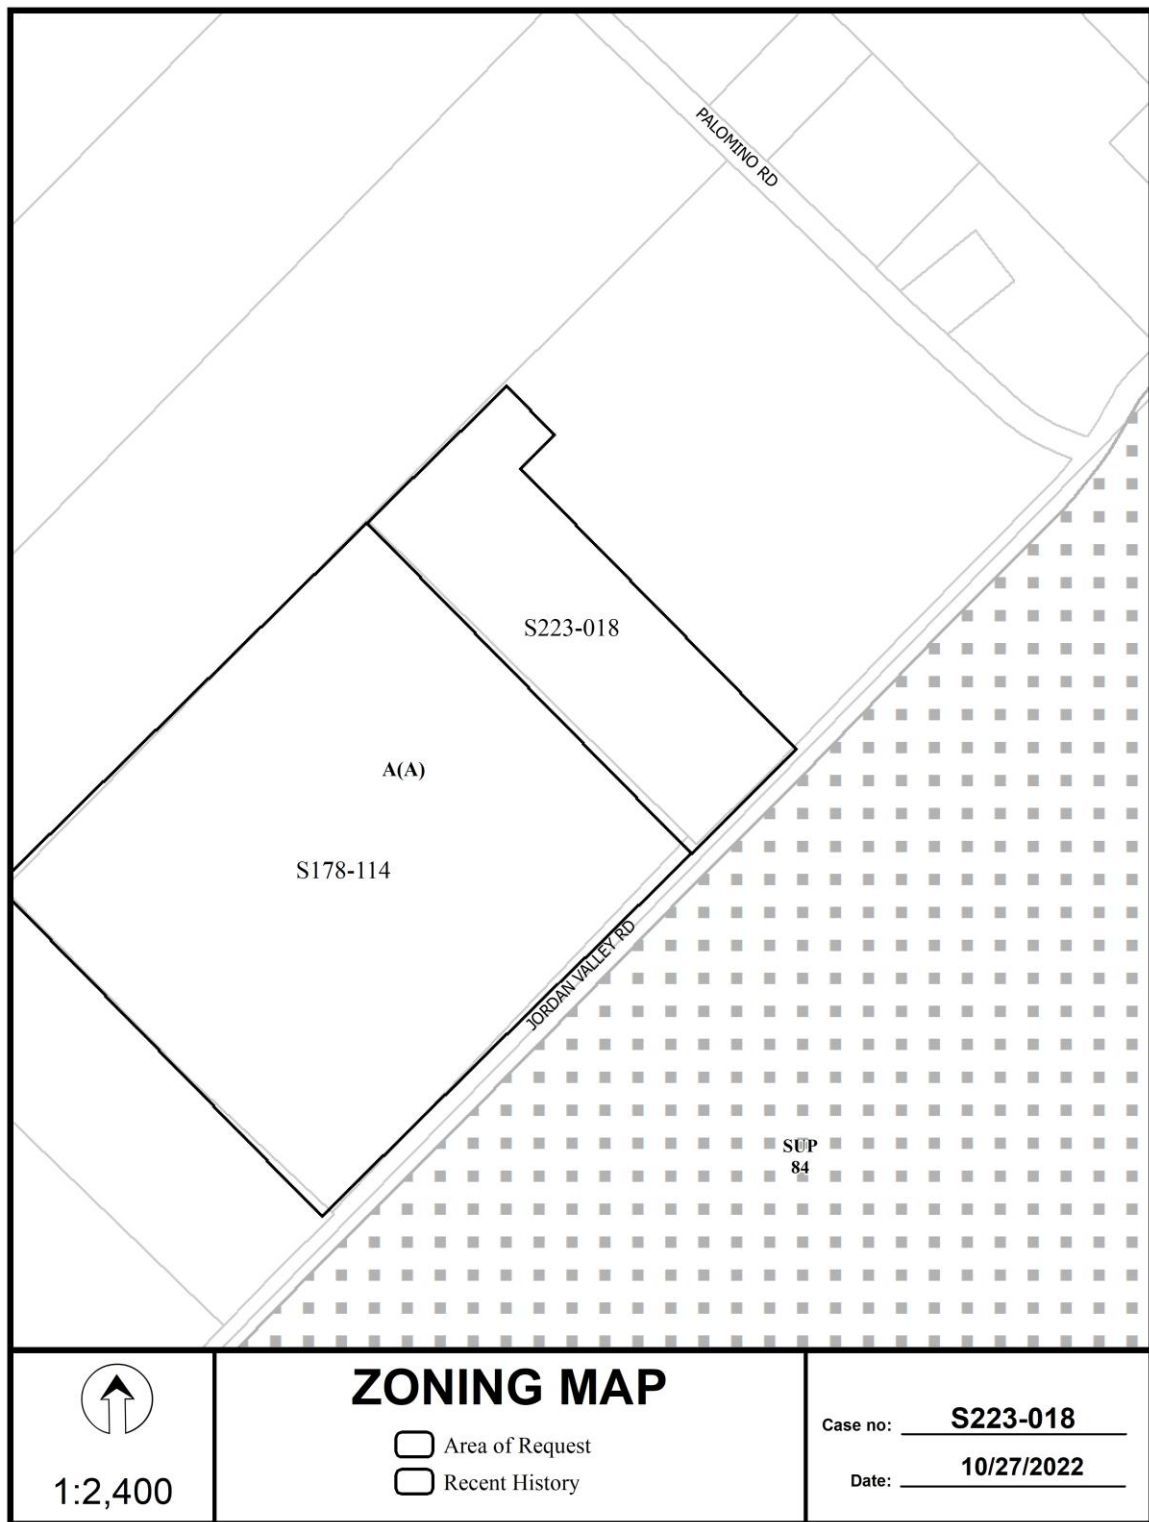 PALOMINO RD
S223-018
A(A)
S178-114
JORDAN VALLEY RD
SUP
84
1:2,400
ZONING MAP
Area of Request
Recent History
Case no: S223-018
Date: 10/27/2022